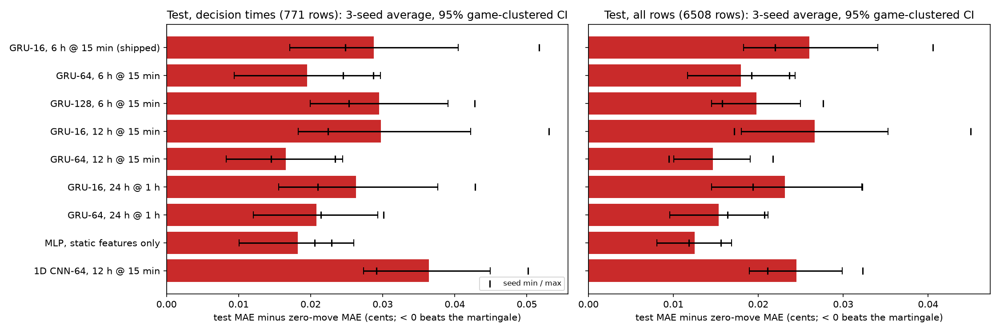 Test, decision times (771 rows): 3-seed average, 95% game-clustered CI
Test, all rows (6508 rows): 3-seed average, 95% game-clustered CI
GRU-16, 6 h @ 15 min (shipped)
GRU-64, 6 h @ 15 min
GRU-128, 6 h @ 15 min
GRU-16, 12 h @ 15 min
GRU-64, 12 h @ 15 min
GRU-16, 24 h @ 1 h
GRU-64, 24 h @ 1 h
MLP, static features only
1D CNN-64, 12 h @ 15 min
seed min / max
0.00 0.01 0.02 0.03 0.04 0.05
0.00 0.01 0.02 0.03 0.04
test MAE minus zero-move MAE (cents; < 0 beats the martingale)
test MAE minus zero-move MAE (cents; < 0 beats the martingale)